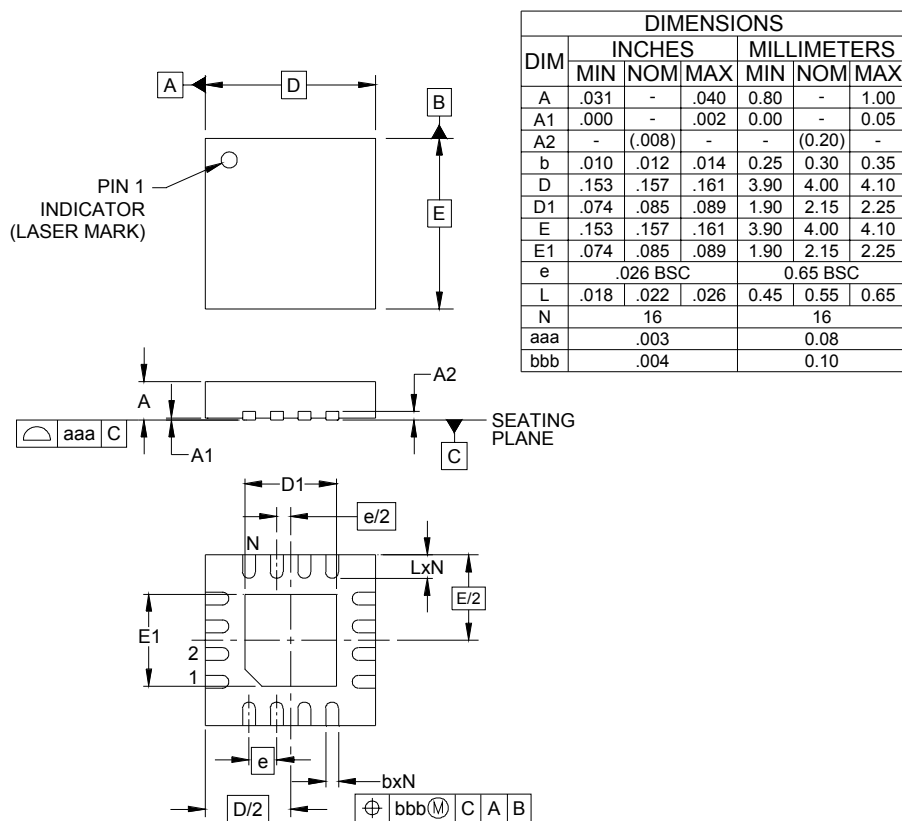 DIMENSIONS
DIM INCHES MILLIMETERS
MIN NOM MAX MIN NOM MAX
A .031 - .040 0.80 - 1.00
A1 .000 - .002 0.00 - 0.05
A2 - (.008) - - (0.20) -
b .010 .012 .014 0.25 0.30 0.35
D .153 .157 .161 3.90 4.00 4.10
D1 .074 .085 .089 1.90 2.15 2.25
E .153 .157 .161 3.90 4.00 4.10
E1 .074 .085 .089 1.90 2.15 2.25
e .026 BSC 0.65 BSC
L .018 .022 .026 0.45 0.55 0.65
N 16 16
aaa .003 0.08
bbb .004 0.10
A D
B
PIN 1
INDICATOR
(LASER MARK)
E
A2
A
SEATING
PLANE
aaa C
A1
C
D1
e/2
N
LxN
E/2
E1
2
1
e
bxN
D/2
⌖ bbbⓂ C A B